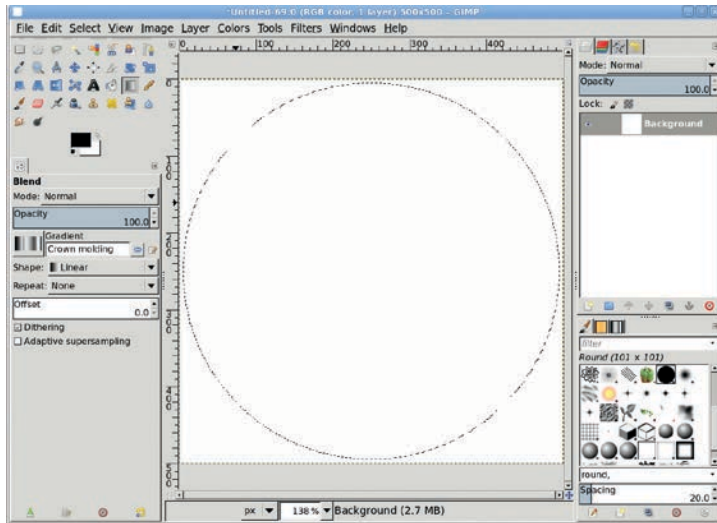 *Untitled-69.0 (RGB color, 1 layer) 500x500 – GIMP
File Edit Select View Image Layer Colors Tools Filters Windows Help
0 100 200 300 400
Mode: Normal
Opacity
100.0
Lock:
Background
Blend
Mode: Normal
Opacity
100.0
Gradient
Crown molding
Shape: Linear
Repeat: None
Offset
0.0
Dithering
Adaptive supersampling
filter
Round (101 x 101)
round,
Spacing
20.0
px 138% Background (2.7 MB)